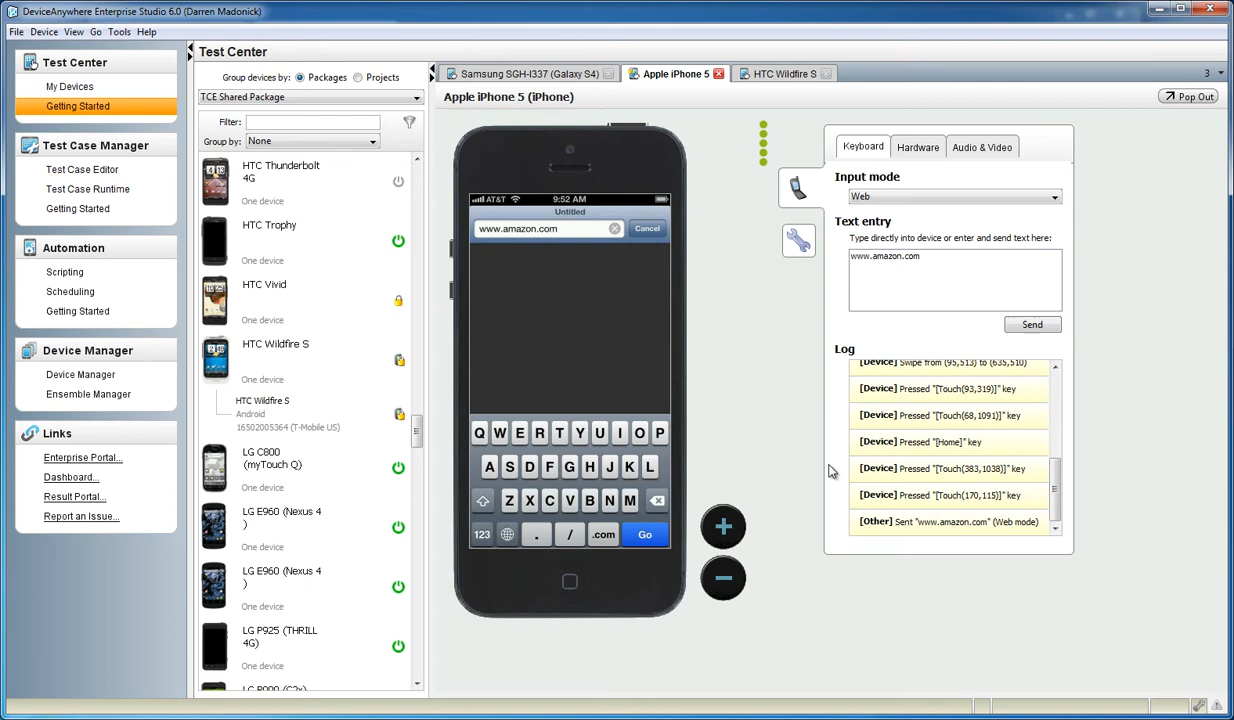 DeviceAnywhere Enterprise Studio 6.0 (Darren Madonick)
File Device View Go Tools Help
Test Center
My Devices
Getting Started
Test Case Manager
Test Case Editor
Test Case Runtime
Getting Started
Automation
Scripting
Scheduling
Getting Started
Device Manager
Device Manager
Ensemble Manager
Links
Enterprise Portal...
Dashboard...
Result Portal...
Report an Issue...
Test Center
Group devices by: Packages Projects
TCE Shared Package
Filter:
Group by: None
HTC Thunderbolt
4G
One device
HTC Trophy
One device
HTC Vivid
One device
HTC Wildfire S
One device
HTC Wildfire S
Android
16502005364 (T-Mobile US)
LG C800
(myTouch Q)
One device
LG E960 (Nexus 4
)
One device
LG E960 (Nexus 4
)
One device
LG P925 (THRILL
4G)
One device
Samsung SGH-I337 (Galaxy S4) Apple iPhone 5 HTC Wildfire S 3
Apple iPhone 5 (iPhone) Pop Out
AT&T 9:52 AM
Untitled
www.amazon.com Cancel
Q W E R T Y U I O P
A S D F G H J K L
Z X C V B N M
123 . / .com Go
+
−
Keyboard Hardware Audio & Video
Input mode
Web
Text entry
Type directly into device or enter and send text here:
www.amazon.com
Send
Log
[Device] Swipe from (95,513) to (635,510)
[Device] Pressed "[Touch(93,319)]" key
[Device] Pressed "[Touch(68,1091)]" key
[Device] Pressed "[Home]" key
[Device] Pressed "[Touch(383,1038)]" key
[Device] Pressed "[Touch(170,115)]" key
[Other] Sent "www.amazon.com" (Web mode)